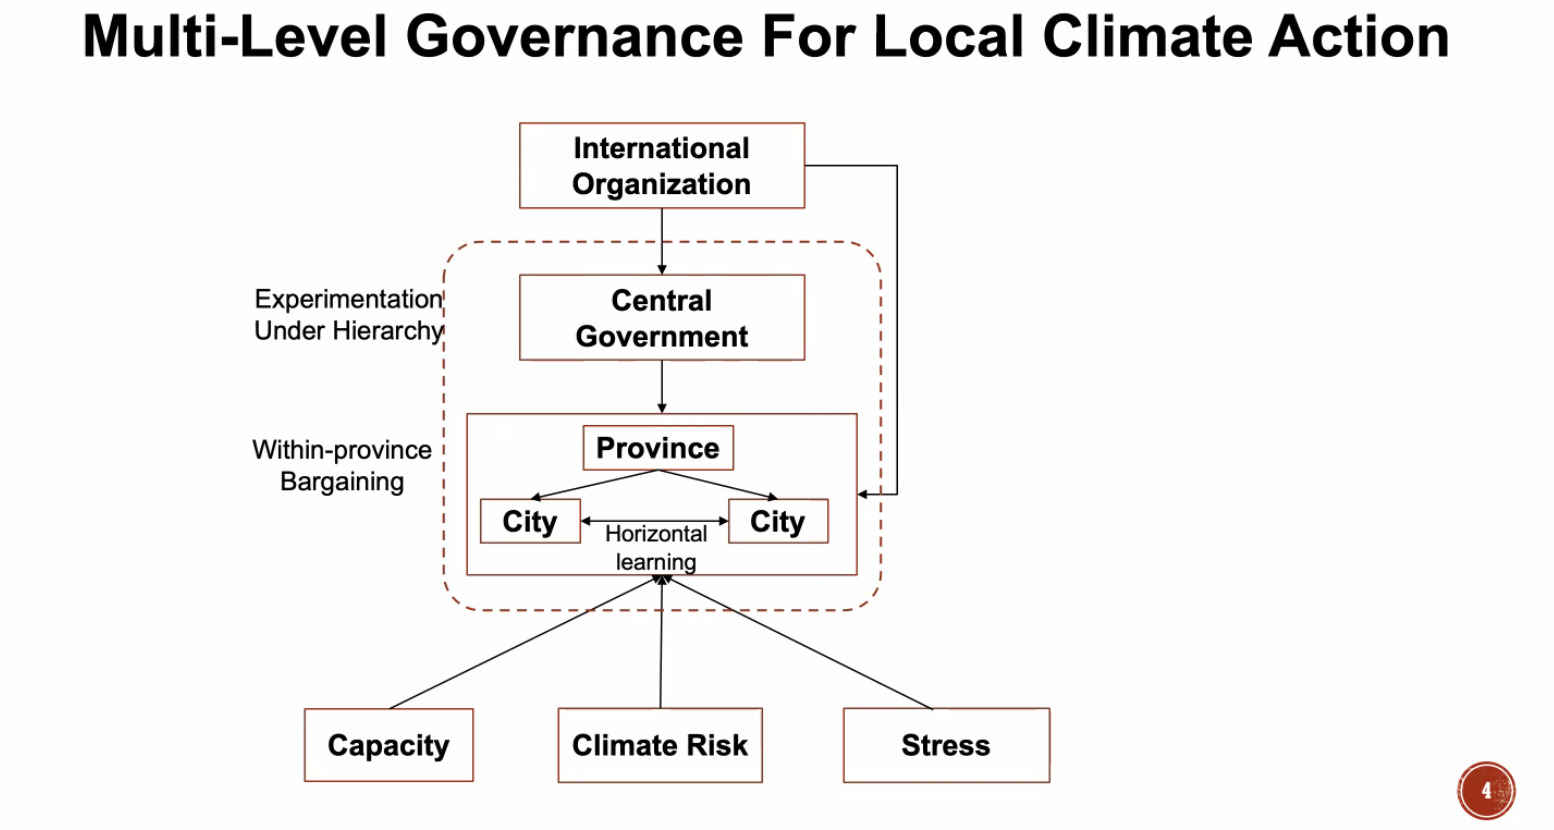 Multi-Level Governance For Local Climate Action
International
Organization
Experimentation
Under Hierarchy
Central
Government
Within-province
Bargaining
Province
City
City
Horizontal
learning
Capacity
Climate Risk
Stress
4